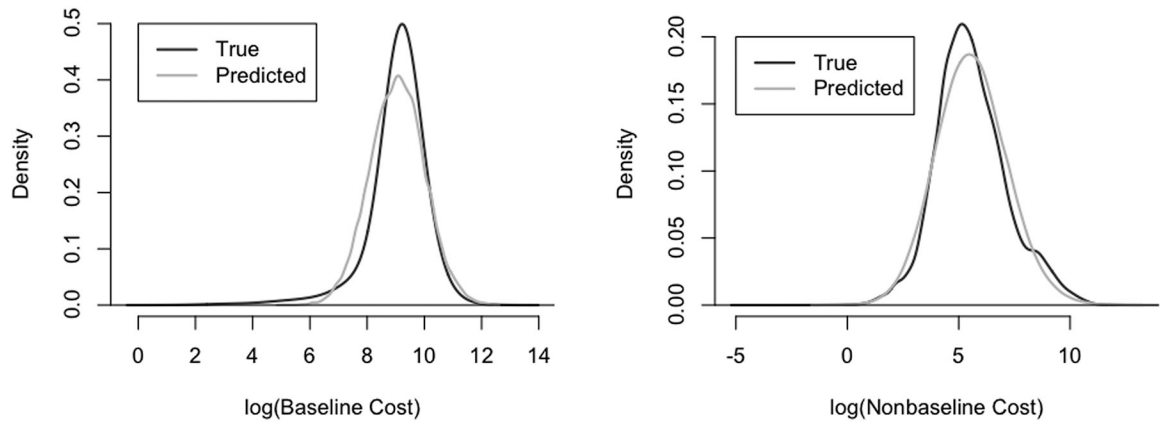 Density
0.0 0.1 0.2 0.3 0.4 0.5
True
Predicted
0 2 4 6 8 10 12 14
log(Baseline Cost)
Density
0.00 0.05 0.10 0.15 0.20
True
Predicted
-5 0 5 10
log(Nonbaseline Cost)